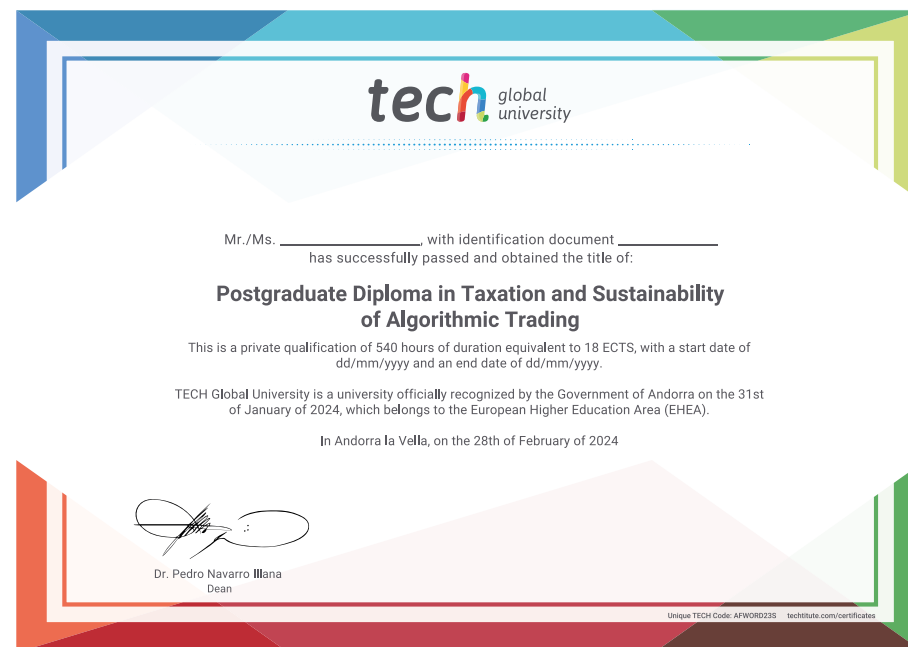 tech global
university
Mr./Ms. ____________, with identification document ____________
has successfully passed and obtained the title of:
Postgraduate Diploma in Taxation and Sustainability
of Algorithmic Trading
This is a private qualification of 540 hours of duration equivalent to 18 ECTS, with a start date of
dd/mm/yyyy and an end date of dd/mm/yyyy.
TECH Global University is a university officially recognized by the Government of Andorra on the 31st
of January of 2024, which belongs to the European Higher Education Area (EHEA).
In Andorra la Vella, on the 28th of February of 2024
Dr. Pedro Navarro Illana
Dean
Unique TECH Code: AFWORD23S techtitute.com/certificates